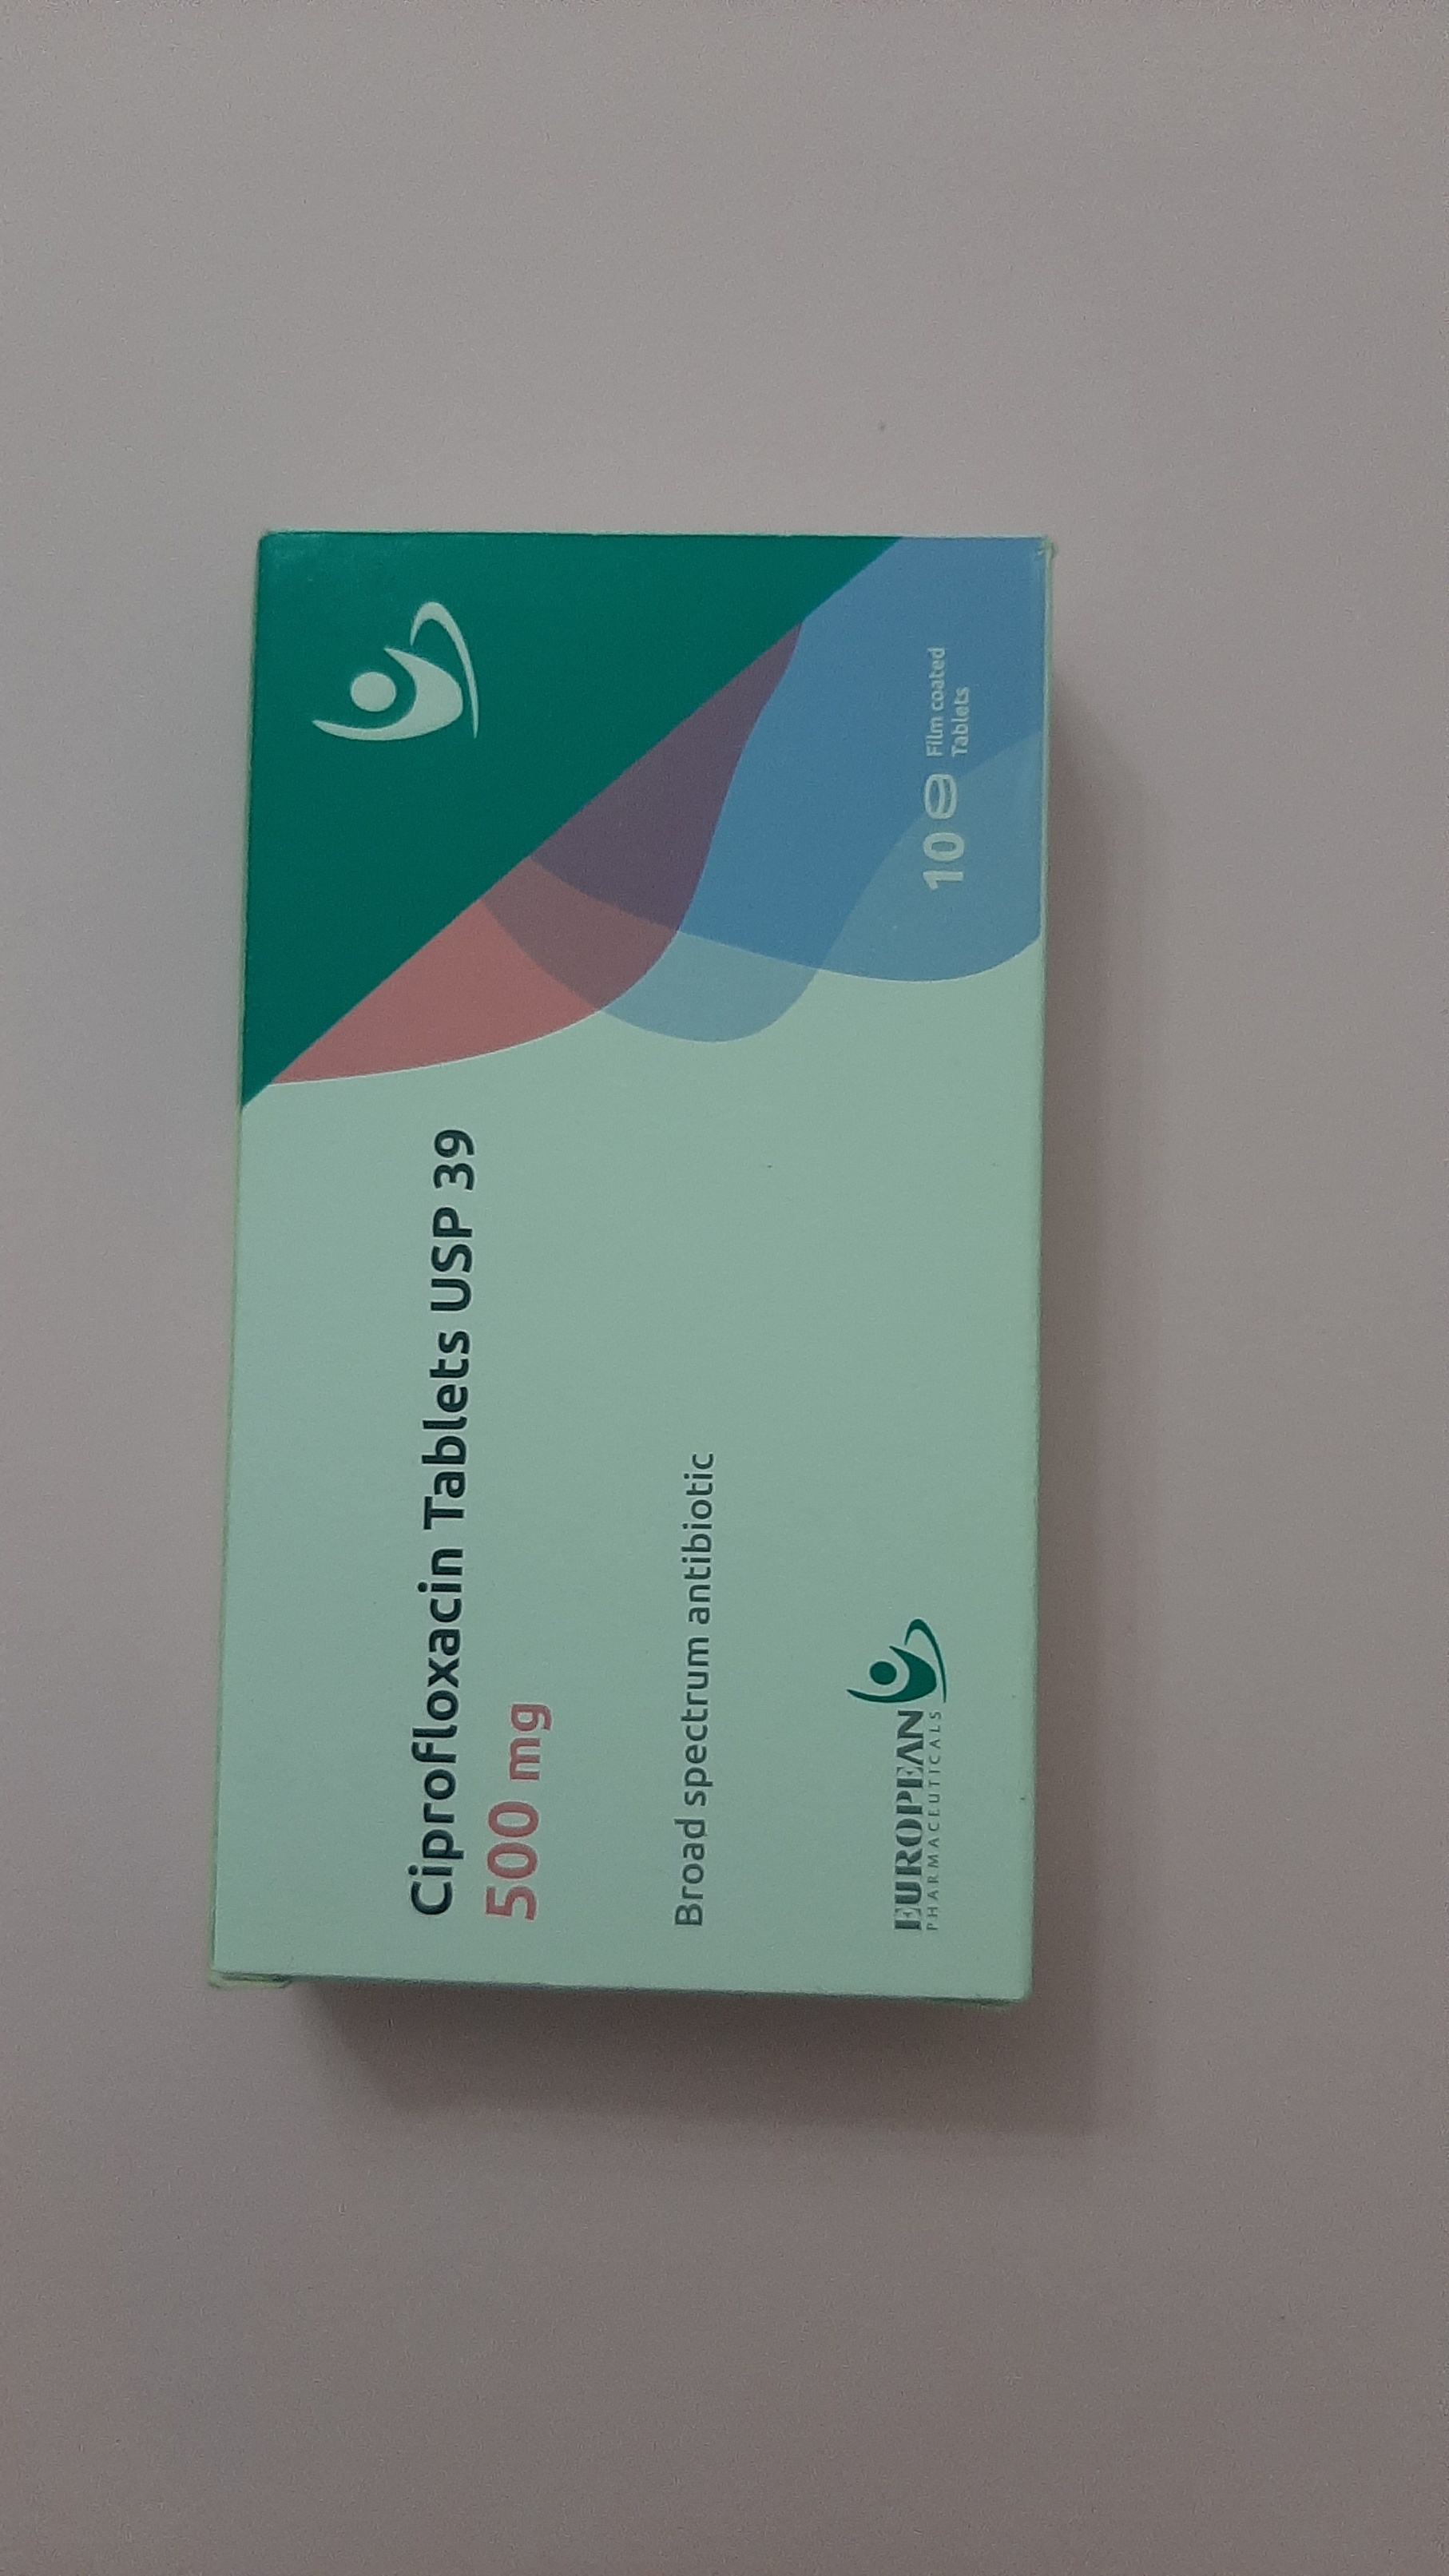 Ciprofloxacin Tablets USP 39
500 mg
Broad spectrum antibiotic
EUROPEAN
PHARMACEUTICALS
10 Film coated
Tablets